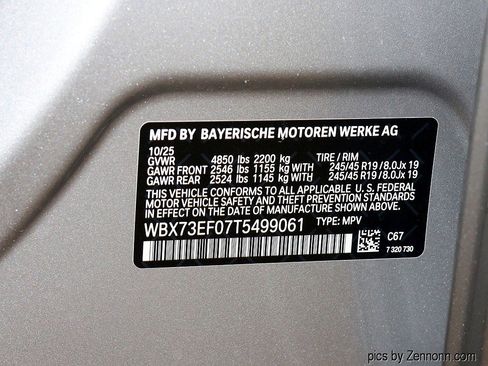 MFD BY BAYERISCHE MOTOREN WERKE AG
10/25
GVWR 4850 lbs 2200 kg TIRE / RIM
GAWR FRONT 2546 lbs 1155 kg WITH 245/45 R19 / 8.0Jx 19
GAWR REAR 2524 lbs 1145 kg WITH 245/45 R19 / 8.0Jx 19
THIS VEHICLE CONFORMS TO ALL APPLICABLE U.S. FEDERAL
MOTOR VEHICLE SAFETY AND THEFT PREVENTION STANDARDS
IN EFFECT ON THE DATE OF MANUFACTURE SHOWN ABOVE.
WBX73EF07T5499061 TYPE: MPV
C67
7 320 730
pics by Zennonn.com